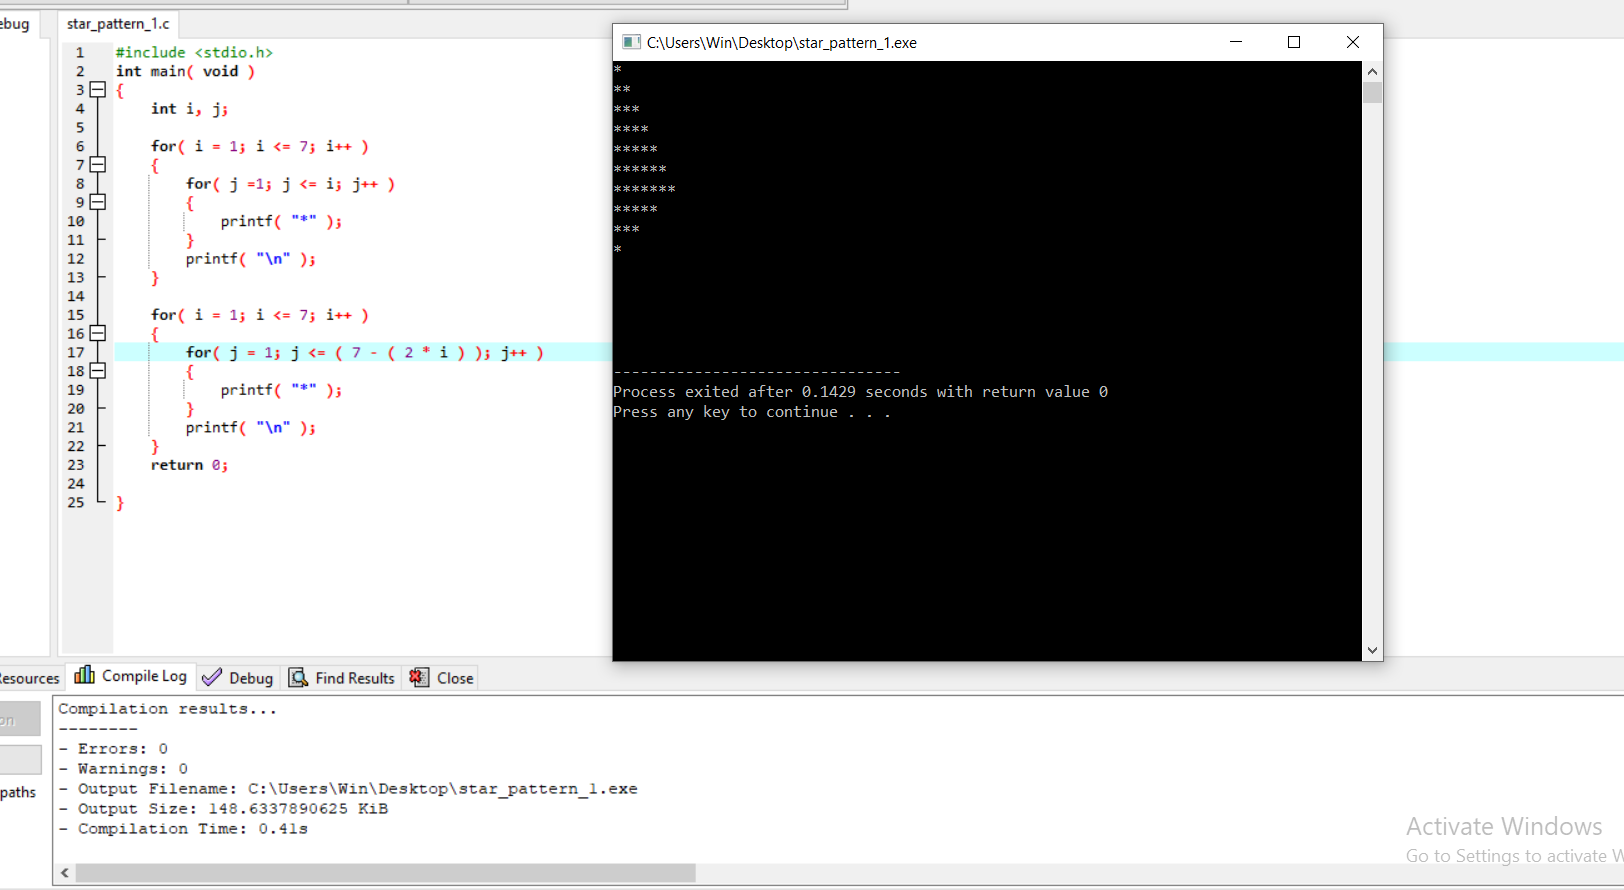 ebug
star_pattern_1.c
1 #include <stdio.h>
2 int main( void )
3 {
4 int i, j;
5
6 for( i = 1; i <= 7; i++ )
7 {
8 for( j =1; j <= i; j++ )
9 {
10 printf( "*" );
11 }
12 printf( "\n" );
13 }
14
15 for( i = 1; i <= 7; i++ )
16 {
17 for( j = 1; j <= ( 7 - ( 2 * i ) ); j++ )
18 {
19 printf( "*" );
20 }
21 printf( "\n" );
22 }
23 return 0;
24
25 }
C:\Users\Win\Desktop\star_pattern_1.exe
*
**
***
****
*****
******
*******
*****
***
*
--------------------------------
Process exited after 0.1429 seconds with return value 0
Press any key to continue . . .
Resources Compile Log Debug Find Results Close
on
paths
Compilation results...
--------
- Errors: 0
- Warnings: 0
- Output Filename: C:\Users\Win\Desktop\star_pattern_1.exe
- Output Size: 148.6337890625 KiB
- Compilation Time: 0.41s
Activate Windows
Go to Settings to activate W